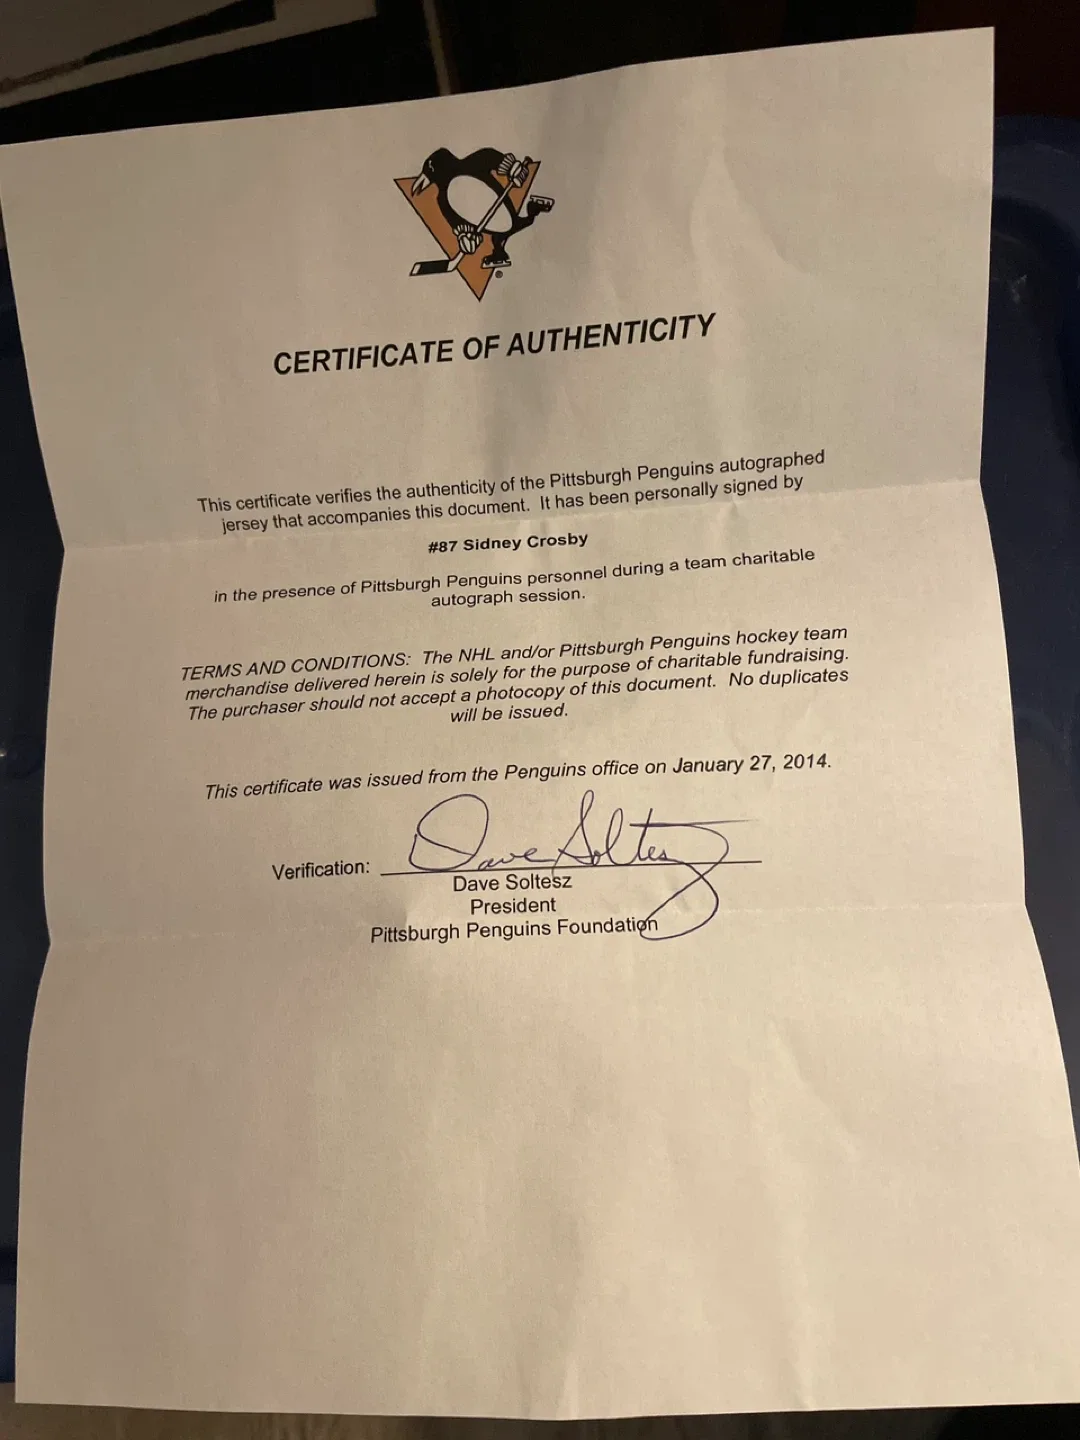 ®
CERTIFICATE OF AUTHENTICITY
This certificate verifies the authenticity of the Pittsburgh Penguins autographed
jersey that accompanies this document. It has been personally signed by
#87 Sidney Crosby
in the presence of Pittsburgh Penguins personnel during a team charitable
autograph session.
TERMS AND CONDITIONS: The NHL and/or Pittsburgh Penguins hockey team
merchandise delivered herein is solely for the purpose of charitable fundraising.
The purchaser should not accept a photocopy of this document. No duplicates
will be issued.
This certificate was issued from the Penguins office on January 27, 2014.
Dave Soltesz
Verification:
Dave Soltesz
President
Pittsburgh Penguins Foundation